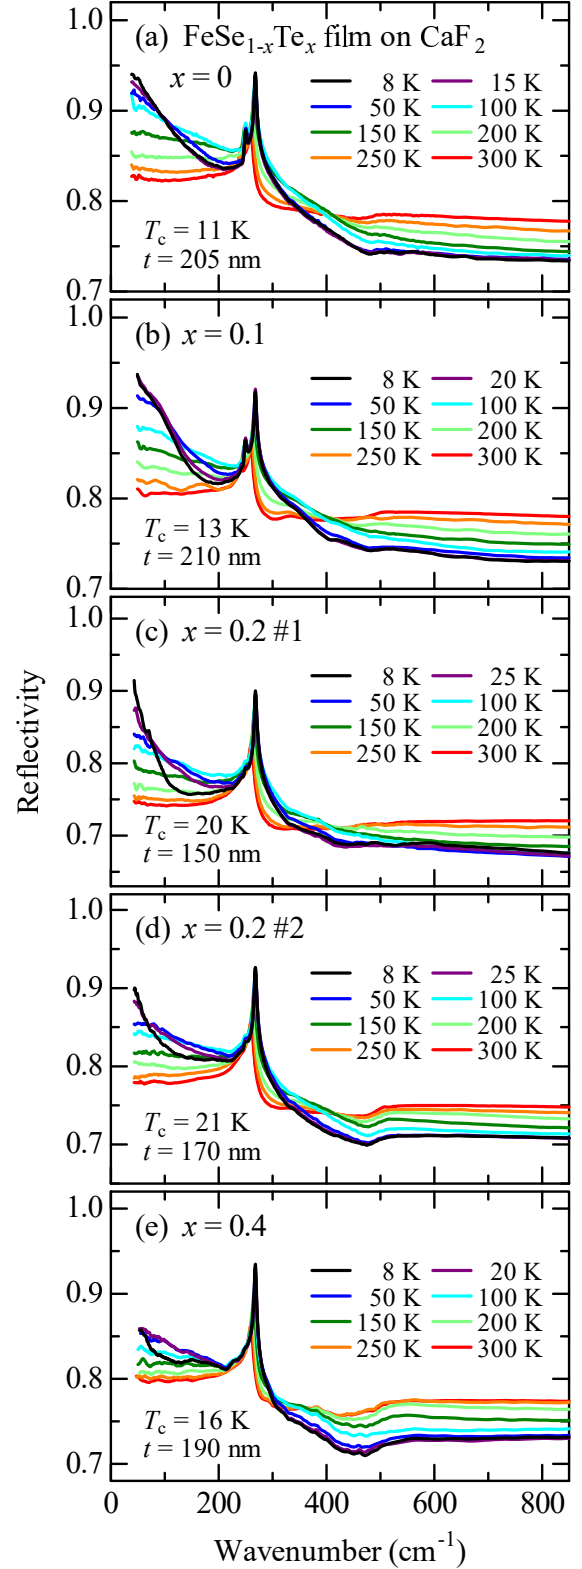 (a) FeSe1-xTex film on CaF2
x = 0
8 K 15 K
50 K 100 K
150 K 200 K
250 K 300 K
Tc = 11 K
t = 205 nm
1.0
0.9
0.8
0.7
(b) x = 0.1
8 K 20 K
50 K 100 K
150 K 200 K
250 K 300 K
Tc = 13 K
t = 210 nm
1.0
0.9
0.8
0.7
(c) x = 0.2 #1
8 K 25 K
50 K 100 K
150 K 200 K
250 K 300 K
Tc = 20 K
t = 150 nm
1.0
0.9
0.8
0.7
Reflectivity
(d) x = 0.2 #2
8 K 25 K
50 K 100 K
150 K 200 K
250 K 300 K
Tc = 21 K
t = 170 nm
1.0
0.9
0.8
0.7
(e) x = 0.4
8 K 20 K
50 K 100 K
150 K 200 K
250 K 300 K
Tc = 16 K
t = 190 nm
1.0
0.9
0.8
0.7
0 200 400 600 800
Wavenumber (cm-1)